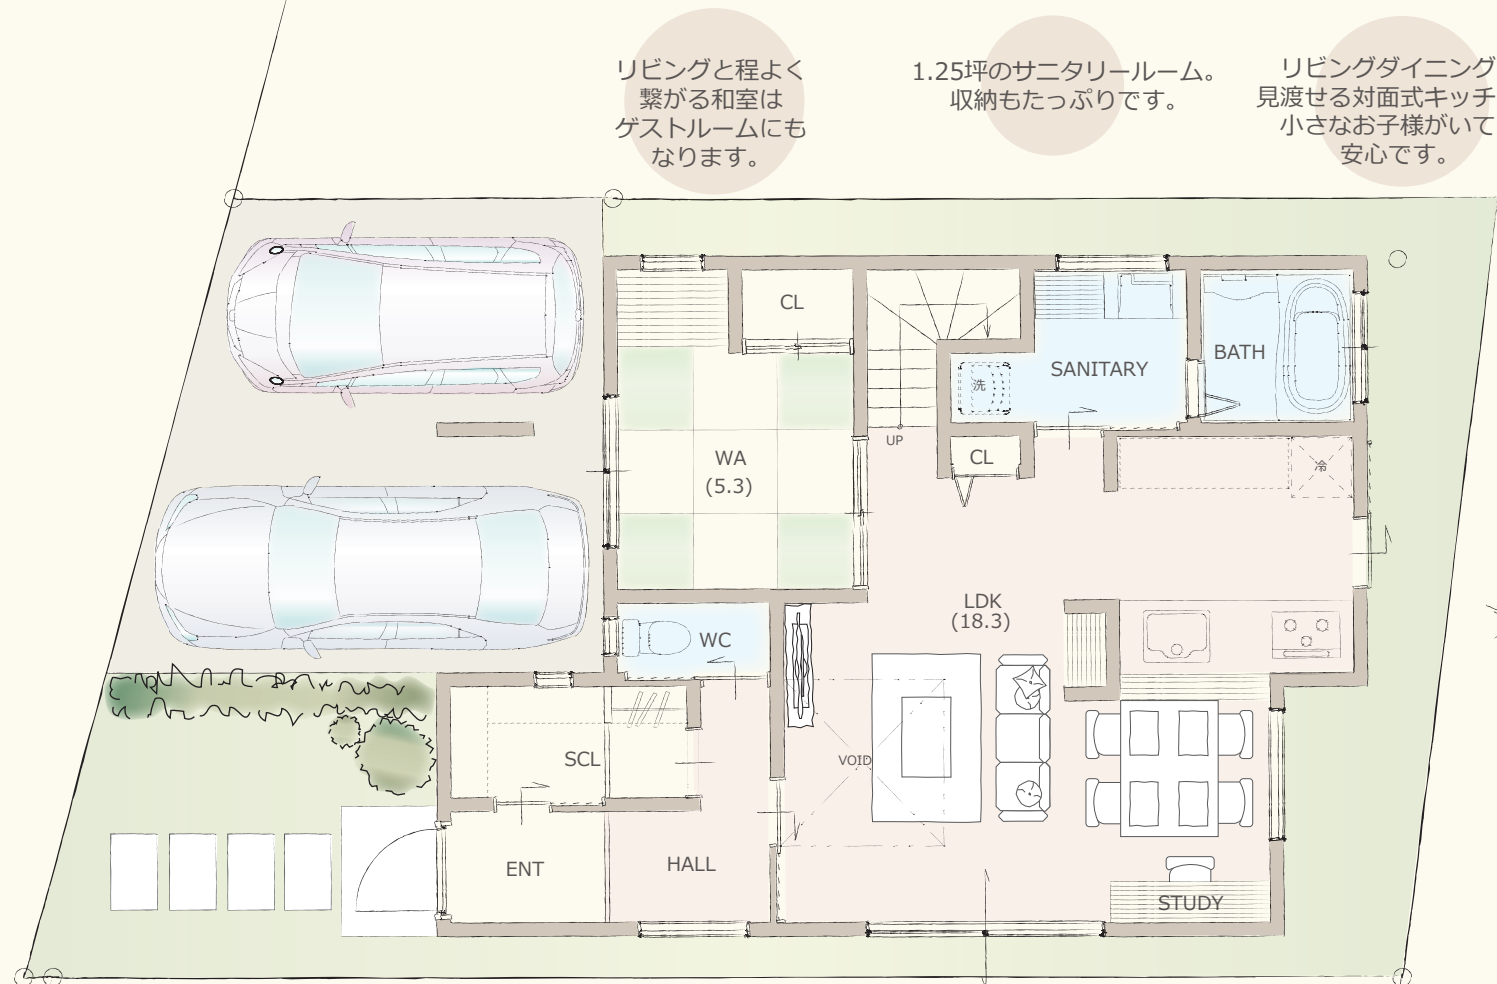 リビングと程よく
繋がる和室は
ゲストルームにも
なります。
1.25坪のサニタリールーム。
収納もたっぷりです。
リビングダイニング
見渡せる対面式キッチ
小さなお子様がいて
安心です。
CL
SANITARY
BATH
洗
UP
CL
冷
WA
(5.3)
LDK
(18.3)
WC
SCL
VOID
ENT
HALL
STUDY